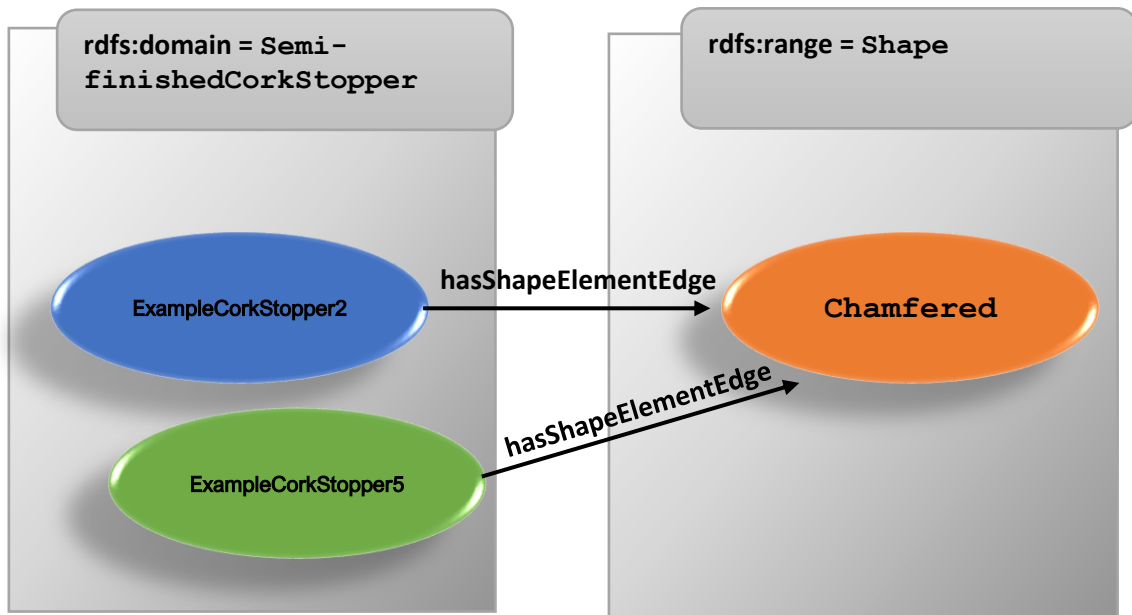 rdfs:domain = Semi-
finishedCorkStopper
rdfs:range = Shape
ExampleCorkStopper2
hasShapeElementEdge
Chamfered
hasShapeElementEdge
ExampleCorkStopper5